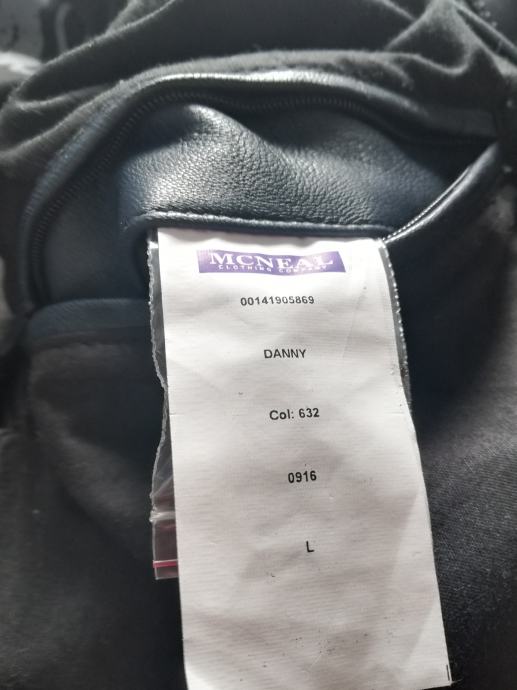 MCNEAL
CLOTHING COMPANY
00141905869
DANNY
Col: 632
0916
L